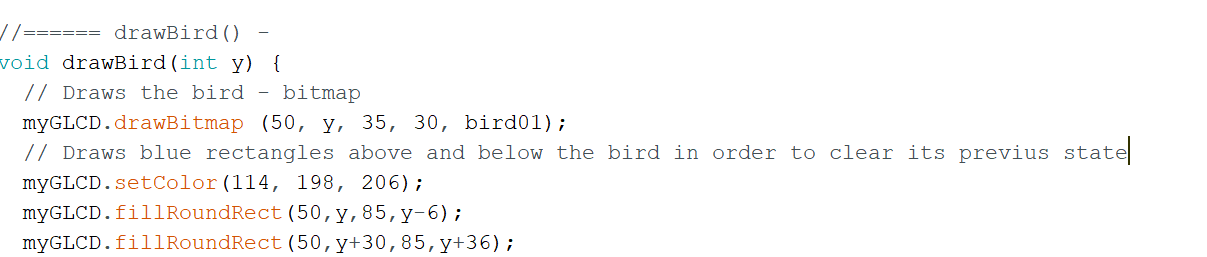 //====== drawBird() -
void drawBird(int y) {
// Draws the bird - bitmap
myGLCD.drawBitmap (50, y, 35, 30, bird01);
// Draws blue rectangles above and below the bird in order to clear its previus state
myGLCD.setColor(114, 198, 206);
myGLCD.fillRoundRect(50,y,85,y-6);
myGLCD.fillRoundRect(50,y+30,85,y+36);